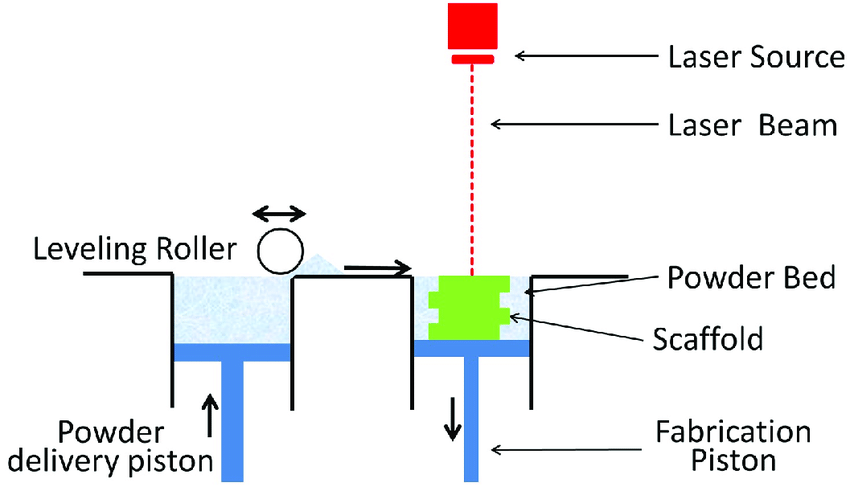 Laser Source
Laser Beam
Leveling Roller
Powder Bed
Scaffold
Powder
delivery piston
Fabrication
Piston